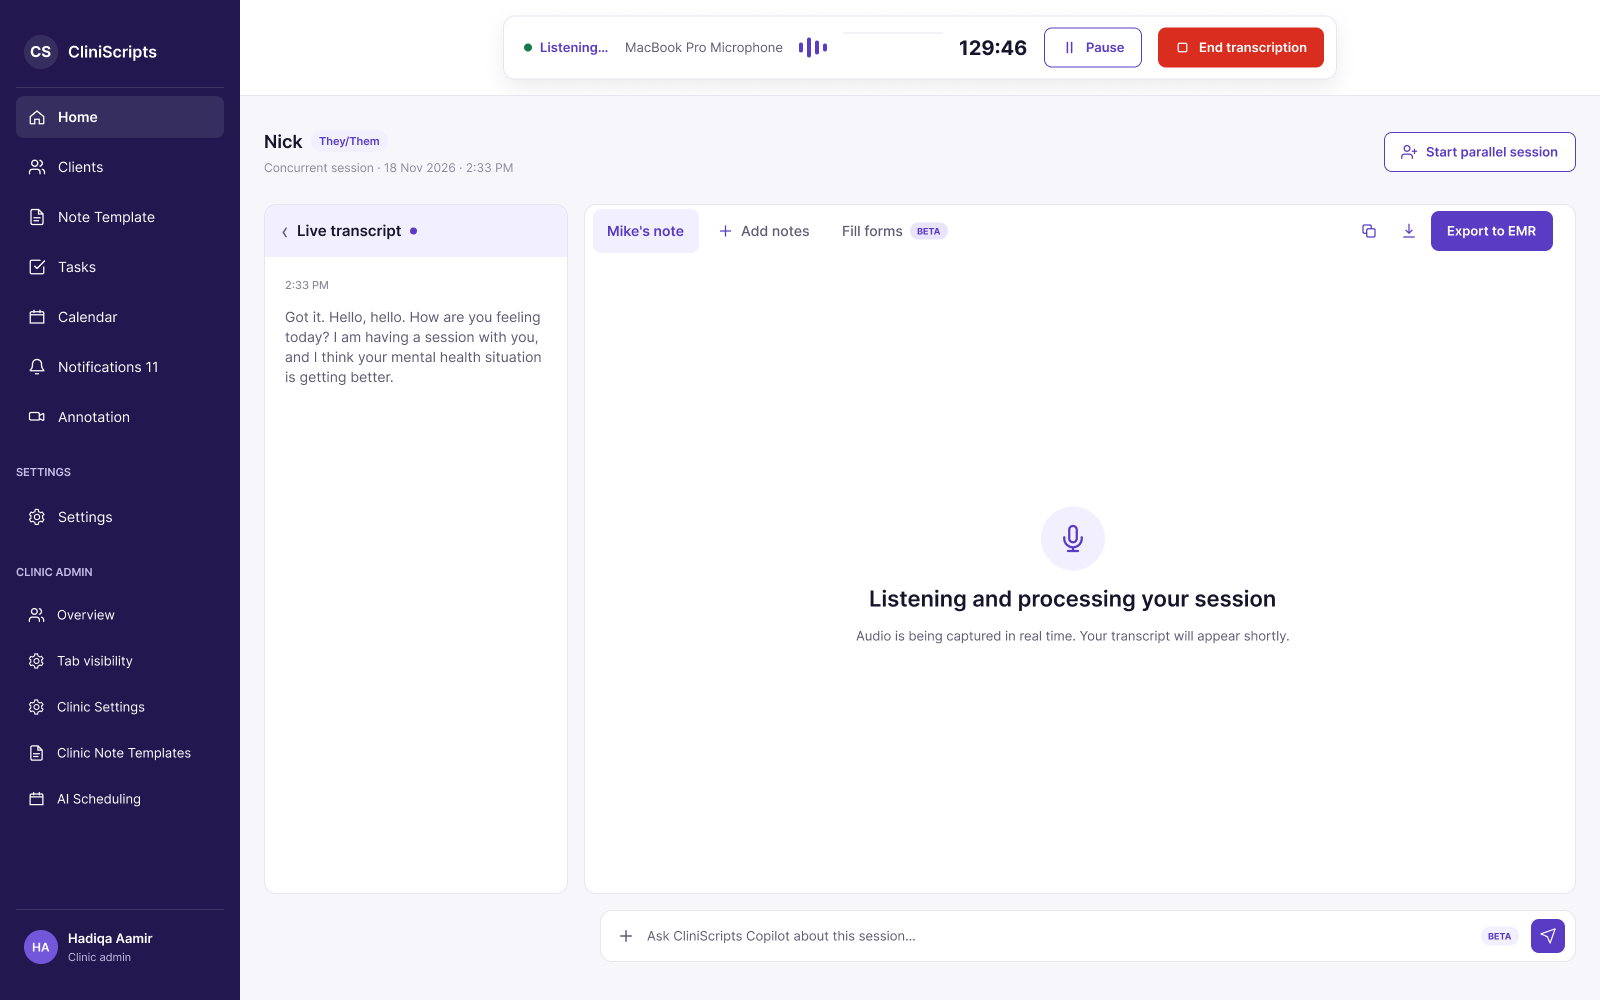 CS CliniScripts
Home
Clients
Note Template
Tasks
Calendar
Notifications 11
Annotation
SETTINGS
Settings
CLINIC ADMIN
Overview
Tab visibility
Clinic Settings
Clinic Note Templates
AI Scheduling
HA
Hadiqa Aamir
Clinic admin
Listening... MacBook Pro Microphone 129:46 Pause End transcription
Nick They/Them
Concurrent session · 18 Nov 2026 · 2:33 PM
Start parallel session
Live transcript
2:33 PM
Got it. Hello, hello. How are you feeling
today? I am having a session with you,
and I think your mental health situation
is getting better.
Mike's note Add notes Fill forms BETA Export to EMR
Listening and processing your session
Audio is being captured in real time. Your transcript will appear shortly.
Ask CliniScripts Copilot about this session... BETA